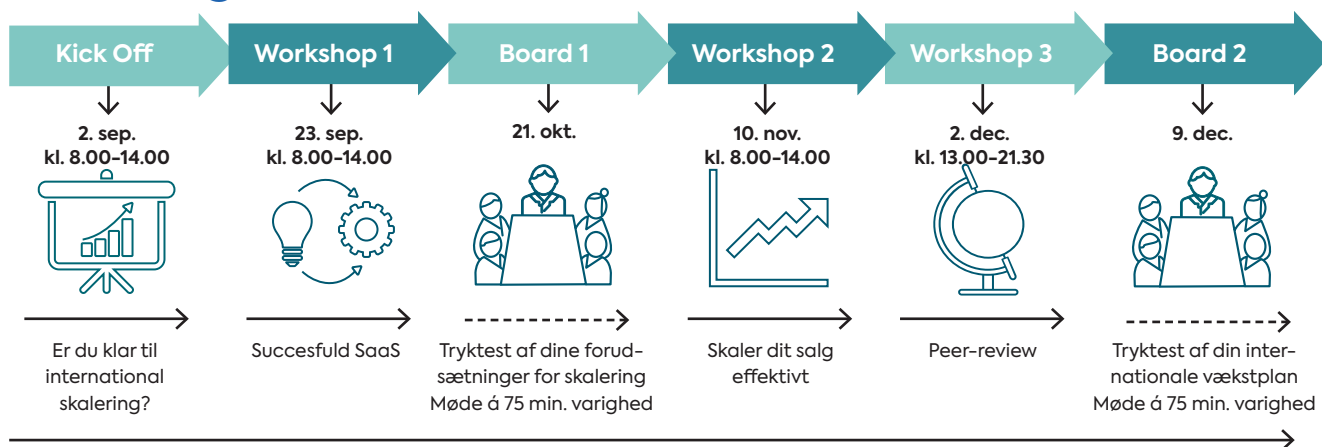 Kick Off
Workshop 1
Board 1
Workshop 2
Workshop 3
Board 2
2. sep.
kl. 8.00-14.00
23. sep.
kl. 8.00-14.00
21. okt.
10. nov.
kl. 8.00-14.00
2. dec.
kl. 13.00-21.30
9. dec.
Er du klar til
international
skalering?
Succesfuld SaaS
Tryktest af dine forud-
sætninger for skalering
Møde á 75 min. varighed
Skaler dit salg
effektivt
Peer-review
Tryktest af din inter-
nationale vækstplan
Møde á 75 min. varighed